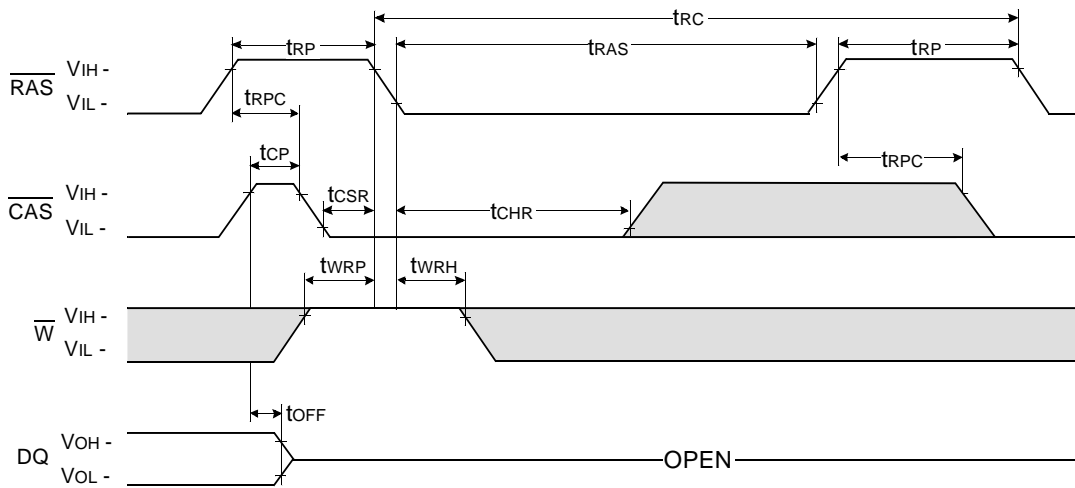 tRC
tRP tRAS tRP
RAS VIH -
VIL -
tRPC
tCP tRPC
CAS VIH -
VIL -
tCSR tCHR
tWRP tWRH
W VIH -
VIL -
tOFF
DQ VOH -
VOL -
OPEN